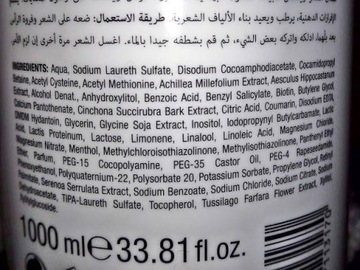 الإفرازات الدهنية، يرطب ويعيد بناء الألياف الشعرية. طريقة الاستعمال: ضعه على الشعر وفروة الرأس
بعد بلهما، ادلكه واتركه بعض الشيء، ثم قم بشطفه جيدا بالماء. اغسل الشعر مرة أخرى إن لزم الأمر
INGREDIENTS: Aqua, Sodium Laureth Sulfate, Disodium Cocoamphodiacetate, Cocamidopropyl
Betaine, Acetyl Cysteine, Acetyl Methionine, Achillea Millefolium Extract, Aesculus Hippocastanum
Extract, Alcohol Denat., Anhydroxylitol, Benzoic Acid, Benzyl Salicylate, Biotin, Butylene Glycol,
Calcium Pantothenate, Cinchona Succirubra Bark Extract, Citric Acid, Coumarin, Disodium EDTA,
DMDM Hydantoin, Glycerin, Glycine Soja Extract, Inositol, Iodopropynyl Butylcarbamate, Lactic
Acid, Lactis Proteinum, Lactose, Limonene, Linalool, Linoleic Acid, Magnesium Chloride,
Magnesium Nitrate, Menthol, Methylchloroisothiazolinone, Methylisothiazolinone, Panthenyl Ethyl
Ether, Parfum, PEG-15 Cocopolyamine, PEG-35 Castor Oil, PEG-4 Rapeseedamide,
Phenoxyethanol, Polyquaternium-22, Polysorbate 20, Potassium Sorbate, Propylene Glycol, Retinyl
Palmitate, Serenoa Serrulata Extract, Sodium Benzoate, Sodium Chloride, Sodium Citrate, Sodium
Dehydroacetate, TIPA-Laureth Sulfate, Tocopherol, Tussilago Farfara Flower Extract,
Xylitylglucoside.
1000 ml e 33.81 fl.oz.